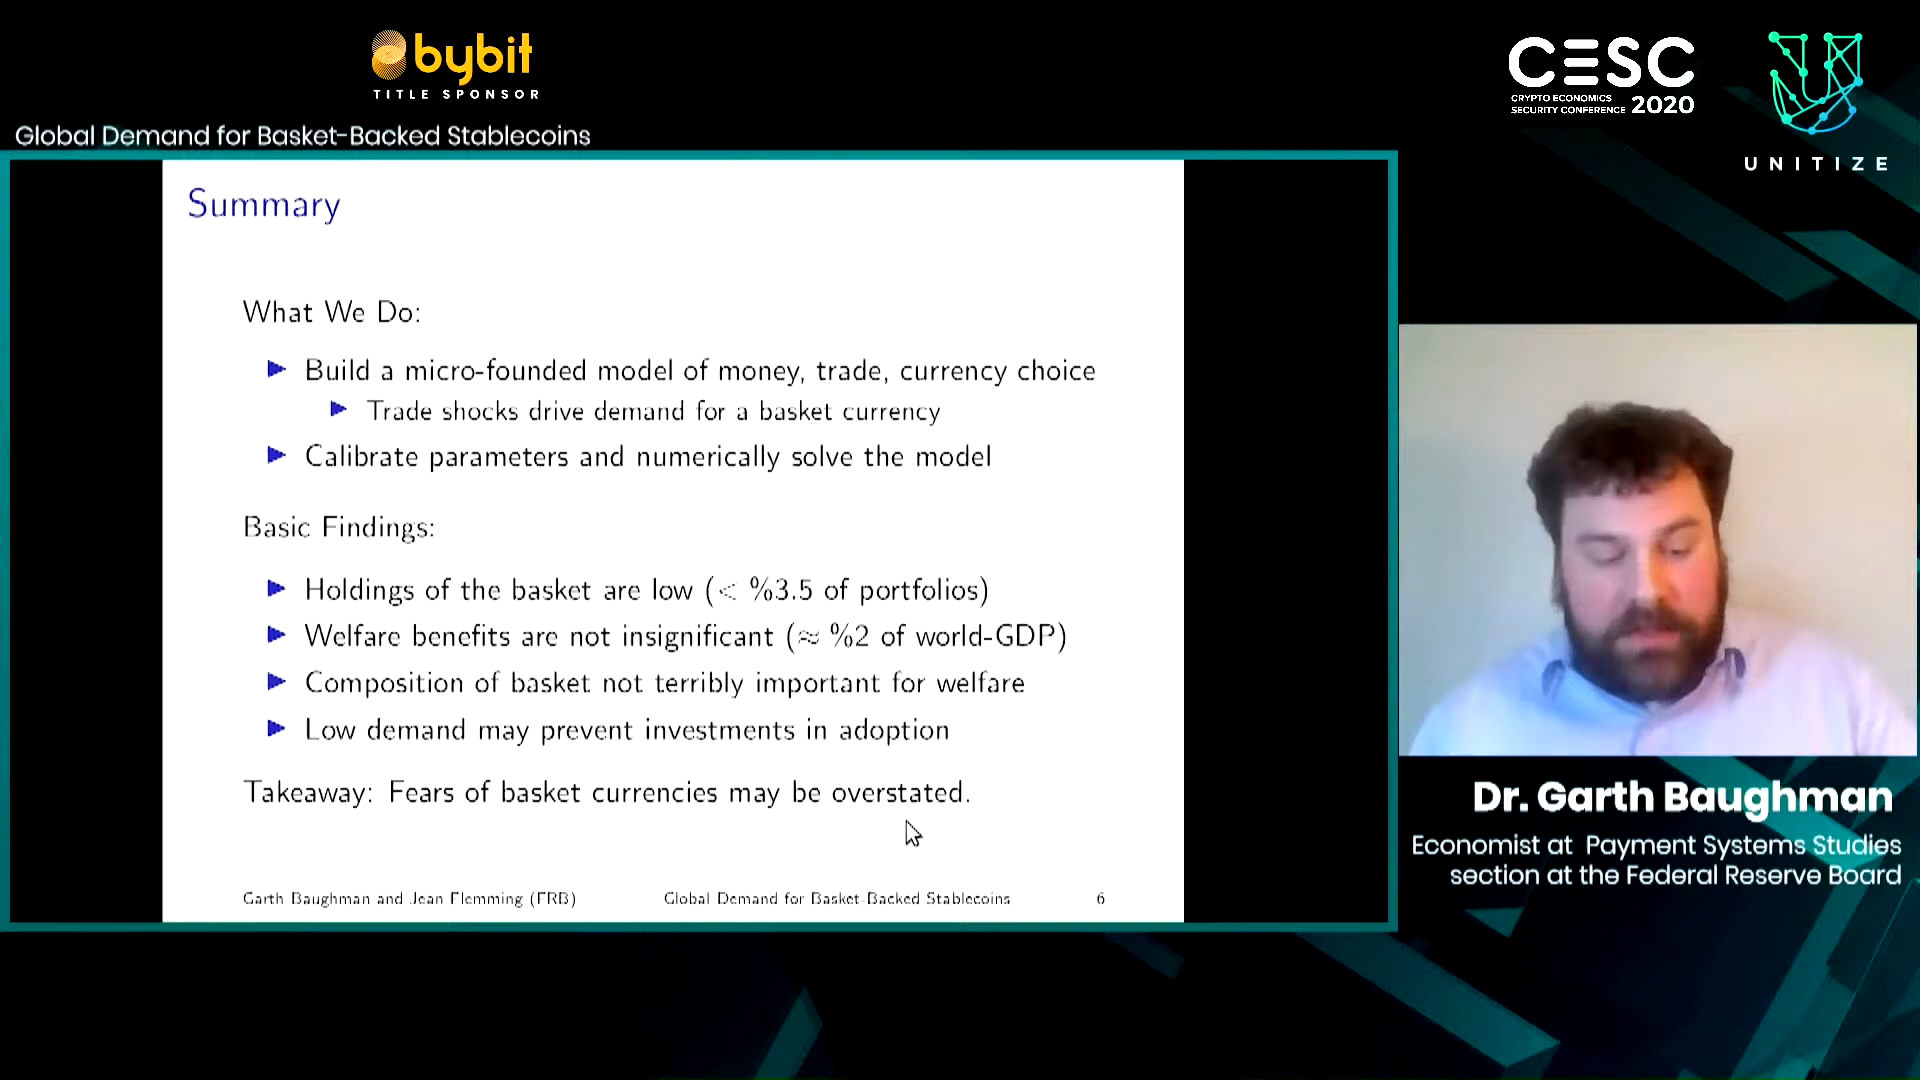 bybit
TITLE SPONSOR
CESC
CRYPTO ECONOMICS
SECURITY CONFERENCE 2020
UNITIZE
Global Demand for Basket-Backed Stablecoins
Summary
What We Do:
Build a micro-founded model of money, trade, currency choice
Trade shocks drive demand for a basket currency
Calibrate parameters and numerically solve the model
Basic Findings:
Holdings of the basket are low (< %3.5 of portfolios)
Welfare benefits are not insignificant (≈ %2 of world-GDP)
Composition of basket not terribly important for welfare
Low demand may prevent investments in adoption
Takeaway: Fears of basket currencies may be overstated.
Garth Baughman and Jean Flemming (FRB) Global Demand for Basket-Backed Stablecoins 6
Dr. Garth Baughman
Economist at Payment Systems Studies
section at the Federal Reserve Board